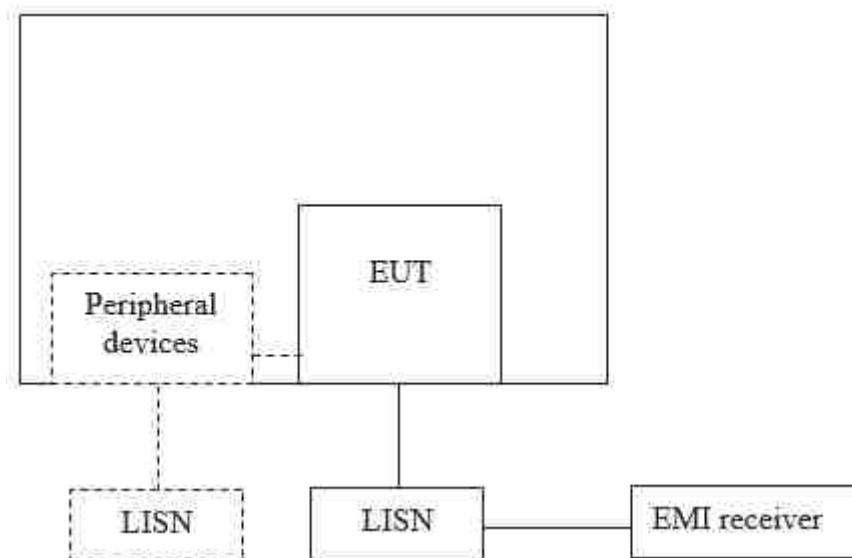 EUT
Peripheral
devices
LISN
LISN
EMI receiver